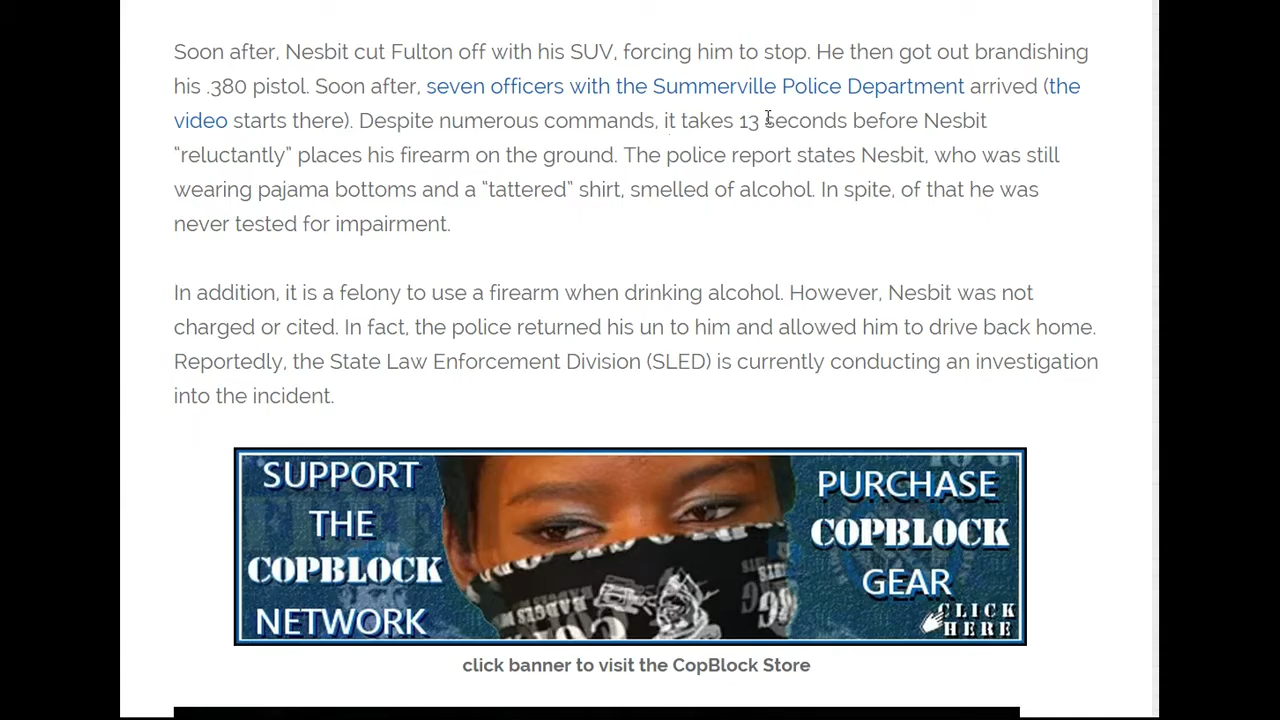 Soon after, Nesbit cut Fulton off with his SUV, forcing him to stop. He then got out brandishing
his .380 pistol. Soon after, seven officers with the Summerville Police Department arrived (the
video starts there). Despite numerous commands, it takes 13 seconds before Nesbit
“reluctantly” places his firearm on the ground. The police report states Nesbit, who was still
wearing pajama bottoms and a “tattered” shirt, smelled of alcohol. In spite, of that he was
never tested for impairment.
In addition, it is a felony to use a firearm when drinking alcohol. However, Nesbit was not
charged or cited. In fact, the police returned his un to him and allowed him to drive back home.
Reportedly, the State Law Enforcement Division (SLED) is currently conducting an investigation
into the incident.
SUPPORT
THE
COPBLOCK
NETWORK
PURCHASE
COPBLOCK
GEAR
CLICK
HERE
click banner to visit the CopBlock Store